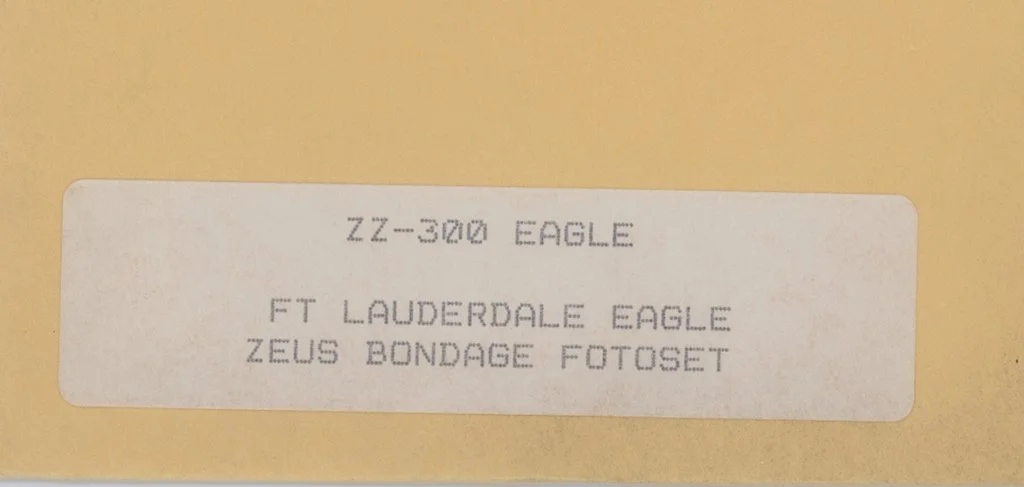 ZZ-300 EAGLE
FT LAUDERDALE EAGLE
ZEUS BONDAGE FOTOSET